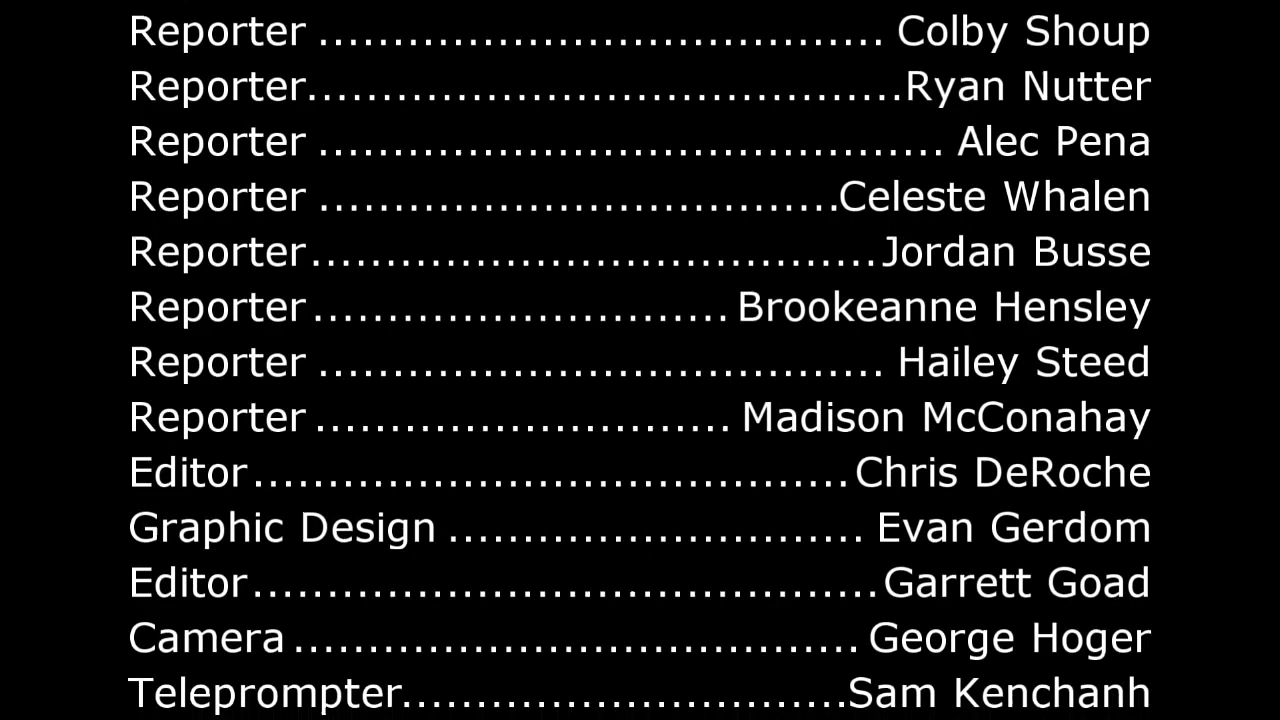 Reporter ...................................... Colby Shoup
Reporter........................................Ryan Nutter
Reporter .......................................... Alec Pena
Reporter ...................................Celeste Whalen
Reporter......................................Jordan Busse
Reporter............................ Brookeanne Hensley
Reporter ...................................... Hailey Steed
Reporter............................ Madison McConahay
Editor........................................Chris DeRoche
Graphic Design ............................ Evan Gerdom
Editor..........................................Garrett Goad
Camera...................................... George Hoger
Teleprompter..............................Sam Kenchanh